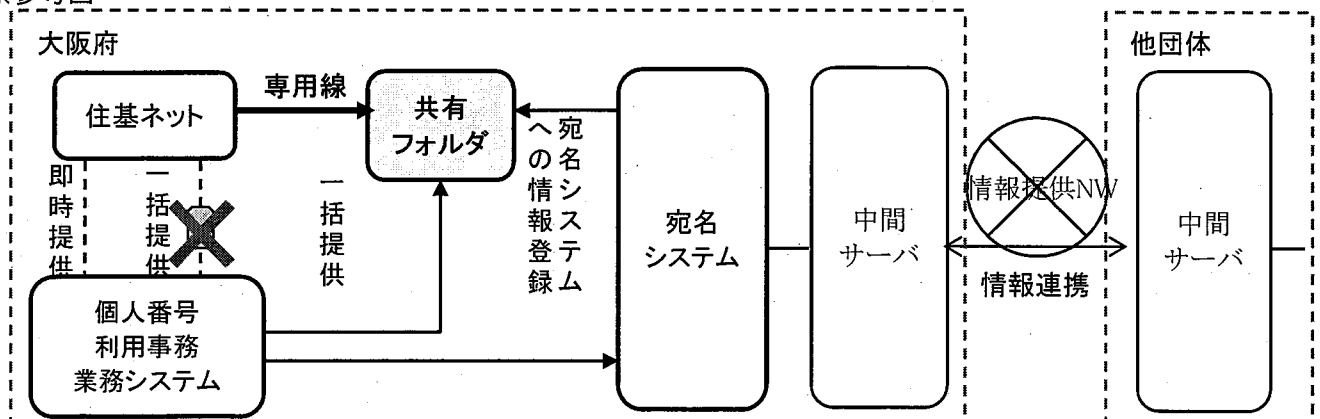 ※参考図
大阪府
他団体
住基ネット
専用線
共有
フォルダ
宛名システム
への情報登録
即時提供
一括提供
一括提供
宛名
システム
中間
サーバ
情報提供NW
情報連携
中間
サーバ
個人番号
利用事務
業務システム